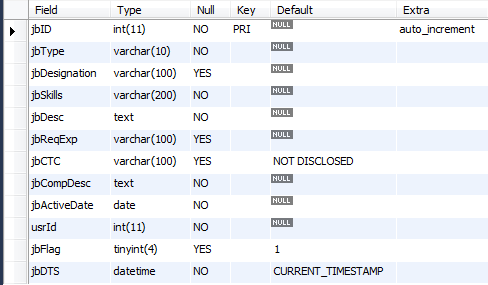 Field Type Null Key Default Extra
jbID int(11) NO PRI NULL auto_increment
jbType varchar(10) NO NULL
jbDesignation varchar(100) YES NULL
jbSkills varchar(200) NO NULL
jbDesc text NO NULL
jbReqExp varchar(100) YES NULL
jbCTC varchar(100) YES NOT DISCLOSED
jbCompDesc text NO NULL
jbActiveDate date NO NULL
usrId int(11) NO NULL
jbFlag tinyint(4) YES 1
jbDTS datetime NO CURRENT_TIMESTAMP